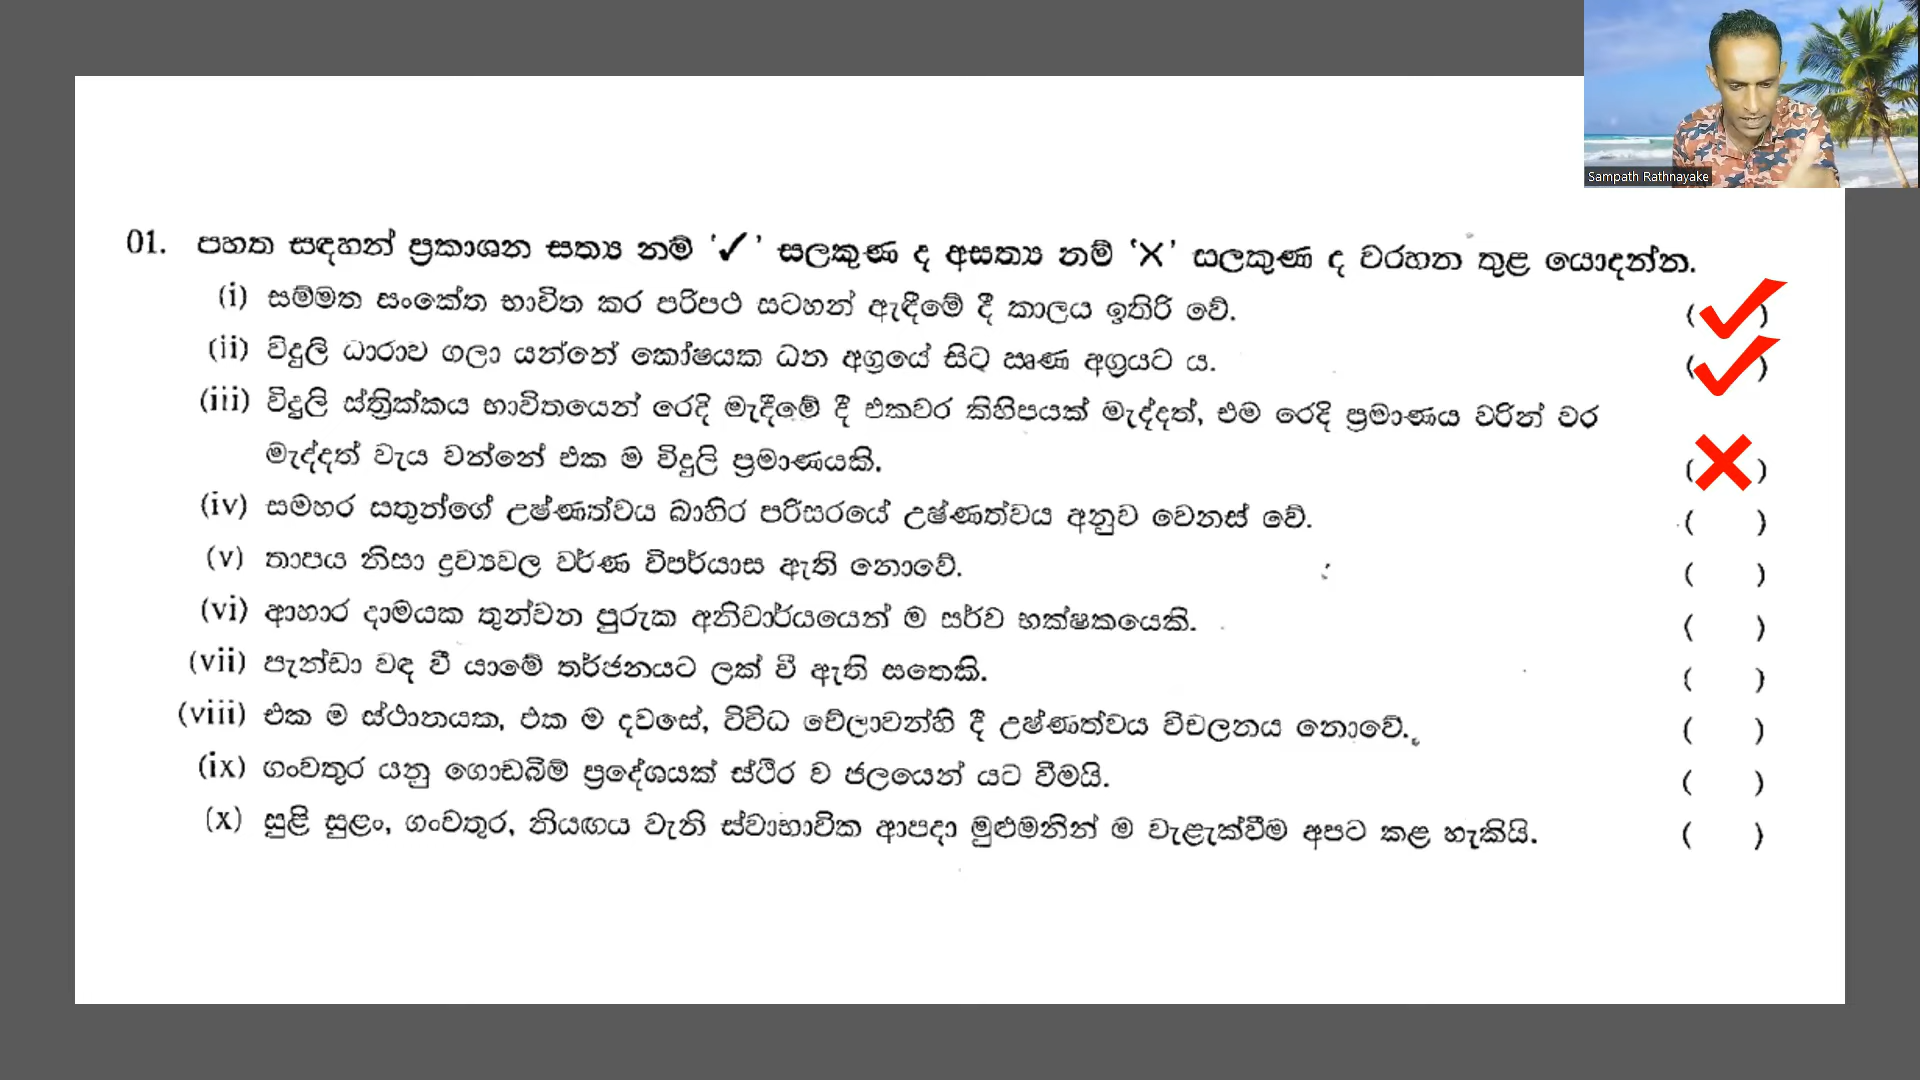 Sampath Rathnayake
01. පහත සඳහන් ප්‍රකාශන සත්‍ය නම් '✓' සලකුණ ද අසත්‍ය නම් 'X' සලකුණ ද වරහන තුළ යොදන්න.
(i) සම්මත සංකේත භාවිත කර පරිපථ සටහන් ඇඳීමේ දී කාලය ඉතිරි වේ. (✓)
(ii) විදුලි ධාරාව ගලා යන්නේ කෝෂයක ධන අග්‍රයේ සිට ඍණ අග්‍රයට ය. (✓)
(iii) විදුලි ස්ත්‍රික්කය භාවිතයෙන් රෙදි මැදීමේ දී එකවර කිහිපයක් මැද්දත්, එම රෙදි ප්‍රමාණය වරින් වර
මැද්දත් වැය වන්නේ එක ම විදුලි ප්‍රමාණයකි. (X)
(iv) සමහර සතුන්ගේ උෂ්ණත්වය බාහිර පරිසරයේ උෂ්ණත්වය අනුව වෙනස් වේ. ( )
(v) තාපය නිසා ද්‍රව්‍යවල වර්ණ විපර්යාස ඇති නොවේ. ( )
(vi) ආහාර දාමයක තුන්වන පුරුක අනිවාර්යයෙන් ම සර්ව භක්ෂකයෙකි. ( )
(vii) පැන්ඩා වඳ වී යාමේ තර්ජනයට ලක් වී ඇති සතෙකි. ( )
(viii) එක ම ස්ථානයක, එක ම දවසේ, විවිධ වේලාවන්හි දී උෂ්ණත්වය විචලනය නොවේ. ( )
(ix) ගංවතුර යනු ගොඩබිම් ප්‍රදේශයක් ස්ථිර ව ජලයෙන් යට වීමයි. ( )
(x) සුළි සුළං, ගංවතුර, නියඟය වැනි ස්වාභාවික ආපදා මුළුමනින් ම වැළැක්වීම අපට කළ හැකියි. ( )